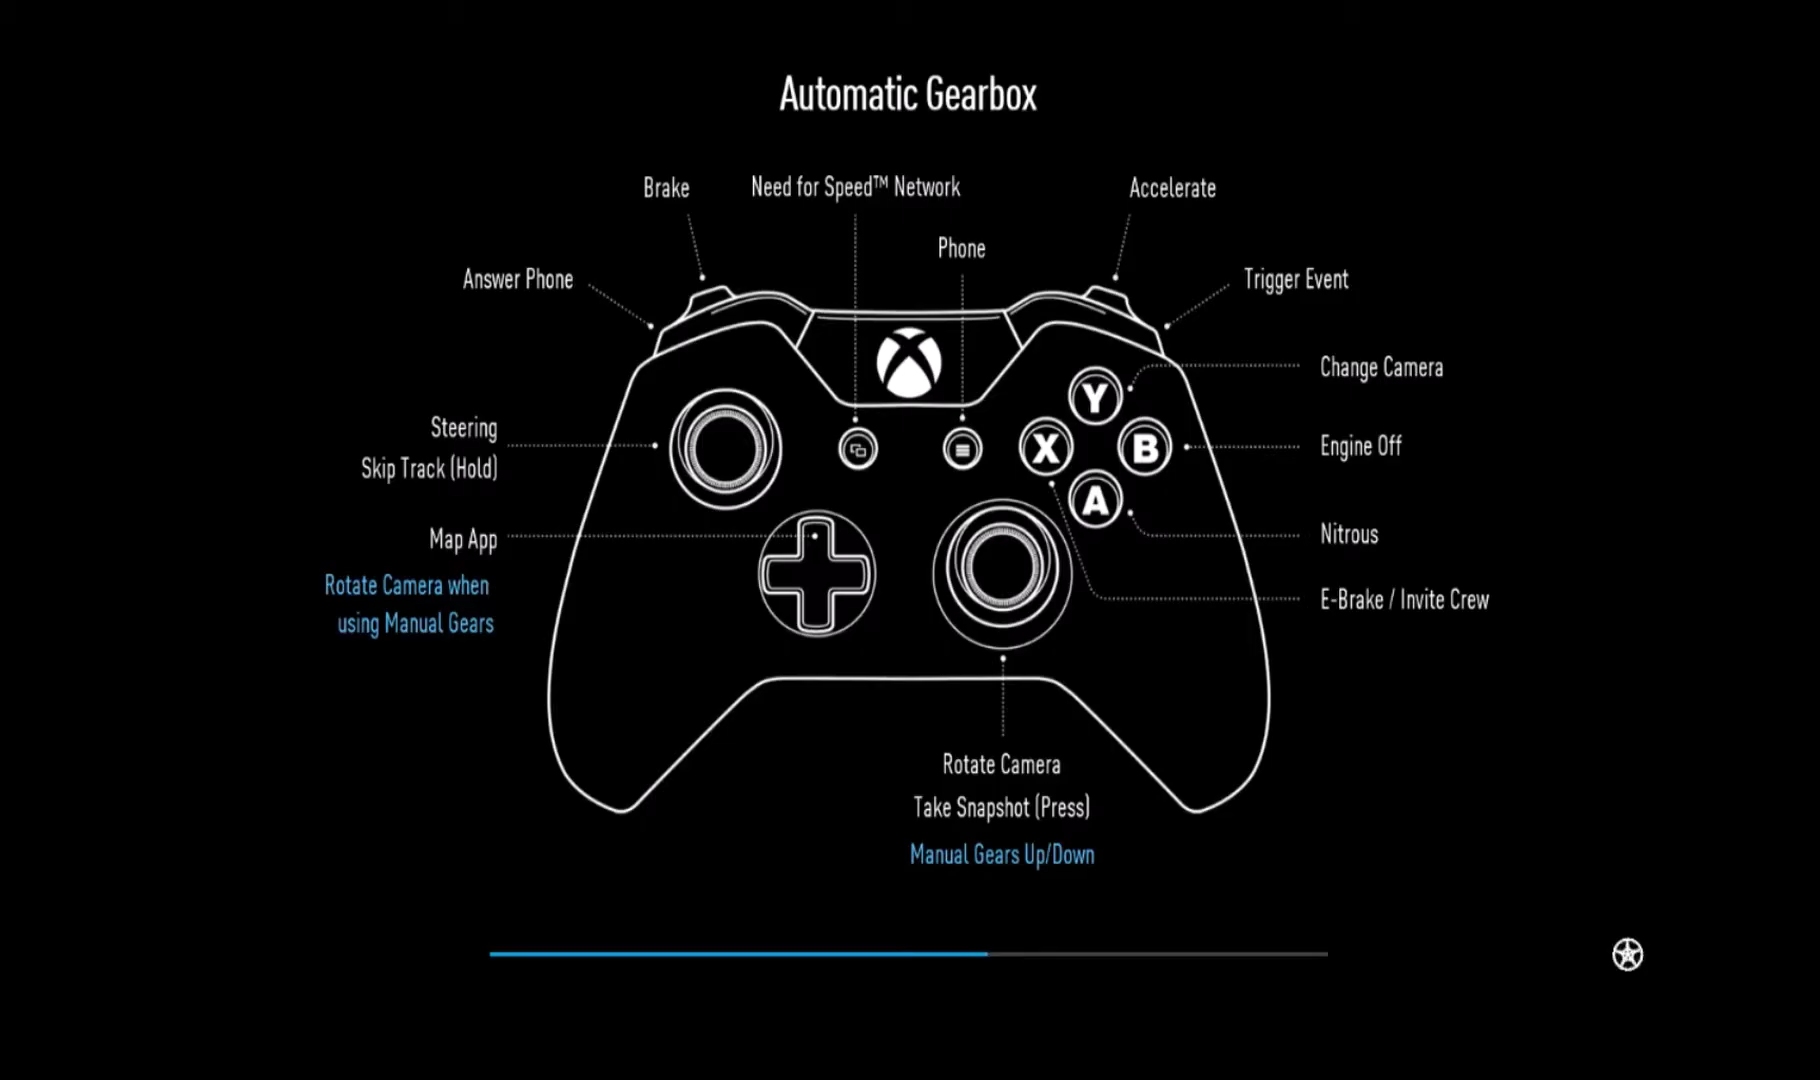 Automatic Gearbox
Brake
Need for Speed™ Network
Accelerate
Phone
Answer Phone
Trigger Event
Change Camera
Y
Steering
X
B
Engine Off
Skip Track (Hold)
A
Map App
Nitrous
Rotate Camera when
using Manual Gears
E-Brake / Invite Crew
Rotate Camera
Take Snapshot (Press)
Manual Gears Up/Down